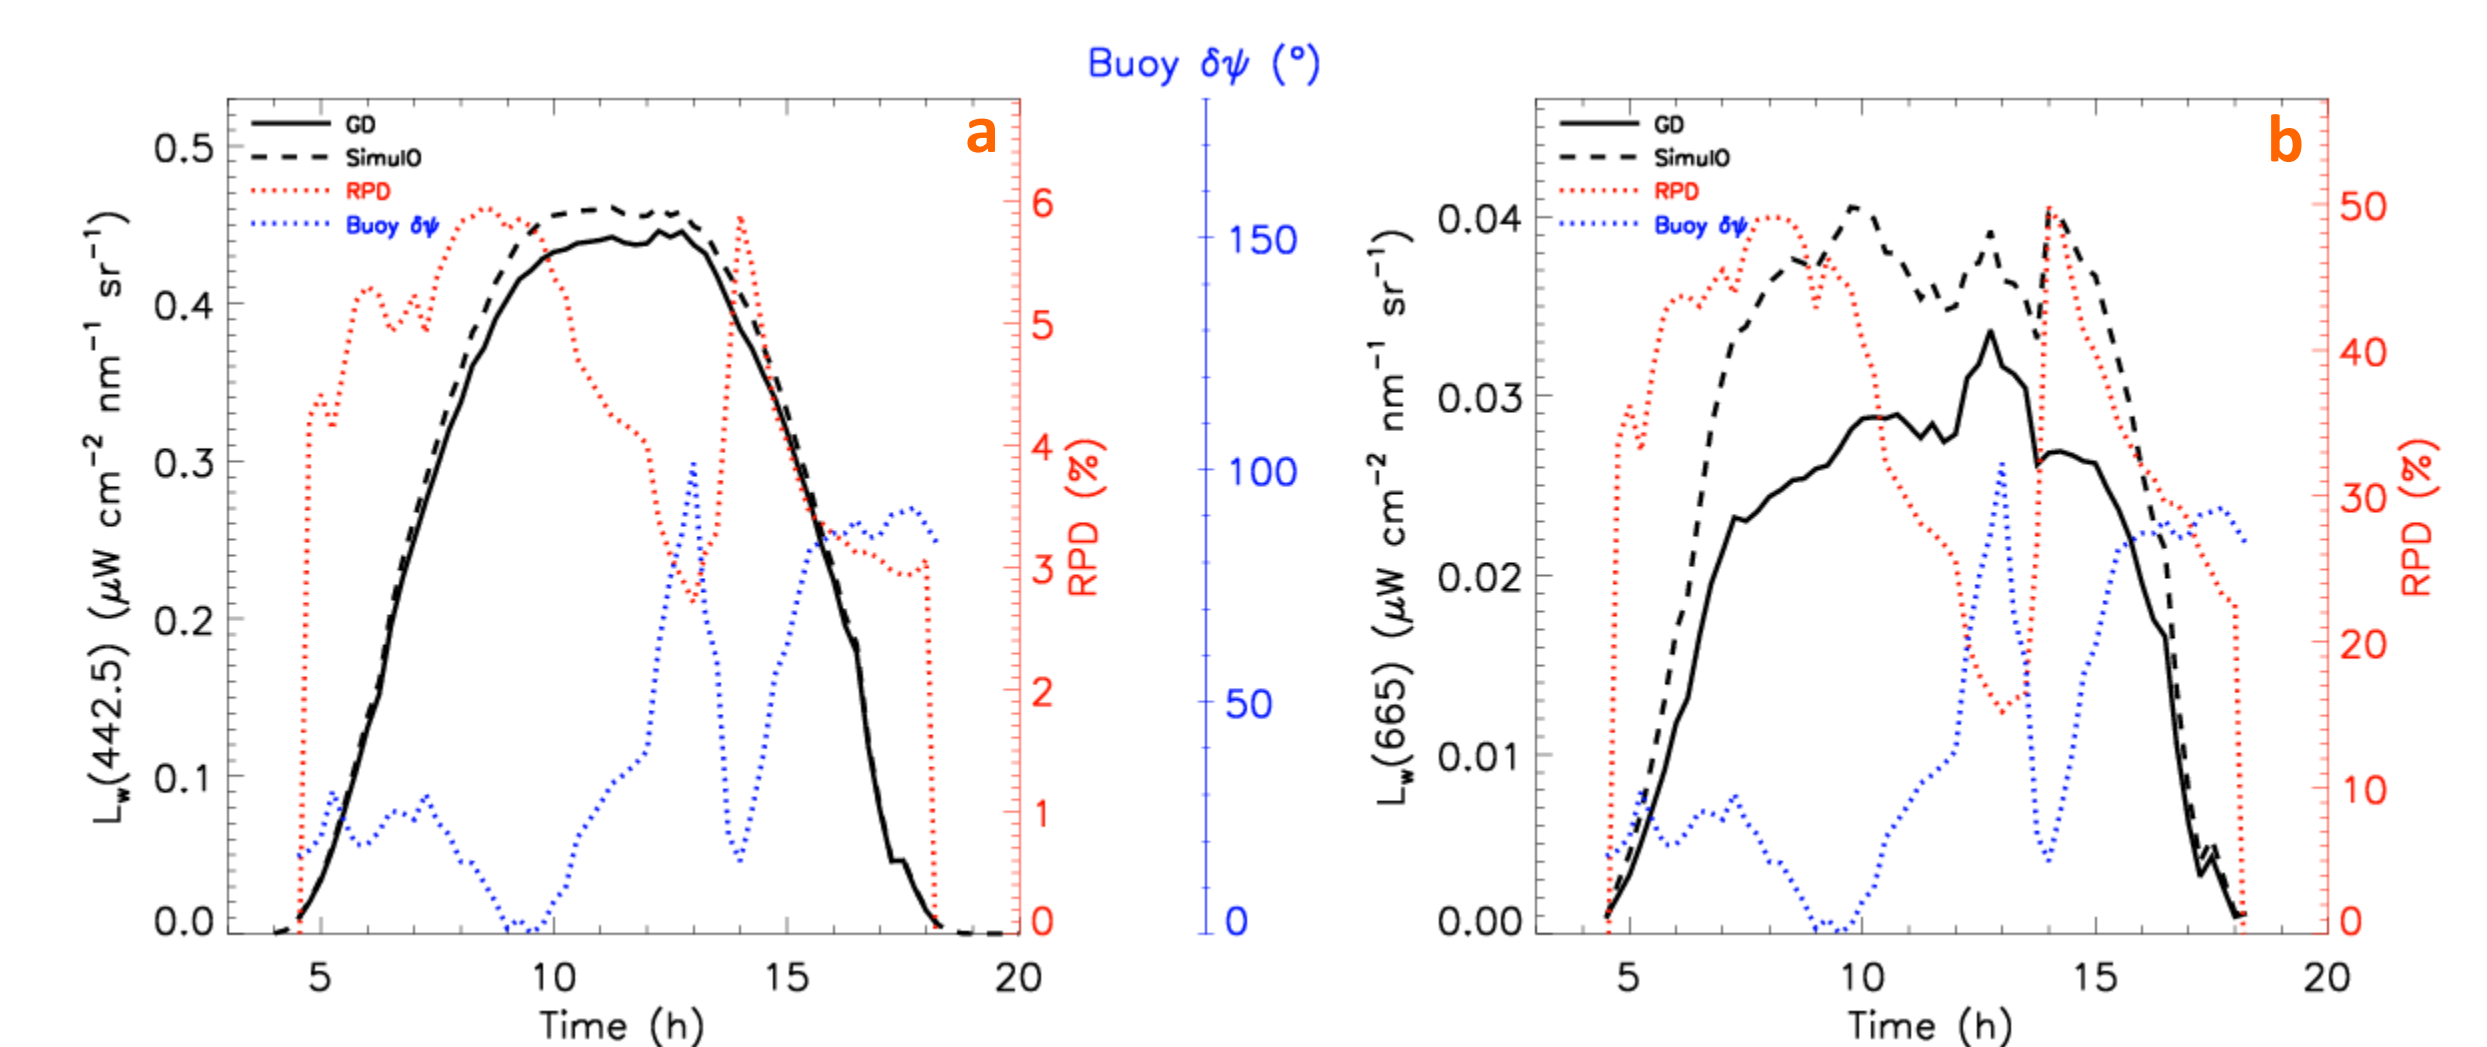 Buoy δψ (°)
a
GD
SimulO
RPD
Buoy δψ
0.5
0.4
0.3
0.2
0.1
0.0
Lw(442.5) (μW cm−2 nm−1 sr−1)
6
5
4
3
2
1
0
RPD (%)
150
100
50
0
5 10 15 20
Time (h)
b
GD
SimulO
RPD
Buoy δψ
0.04
0.03
0.02
0.01
0.00
Lw(665) (μW cm−2 nm−1 sr−1)
50
40
30
20
10
0
RPD (%)
5 10 15 20
Time (h)